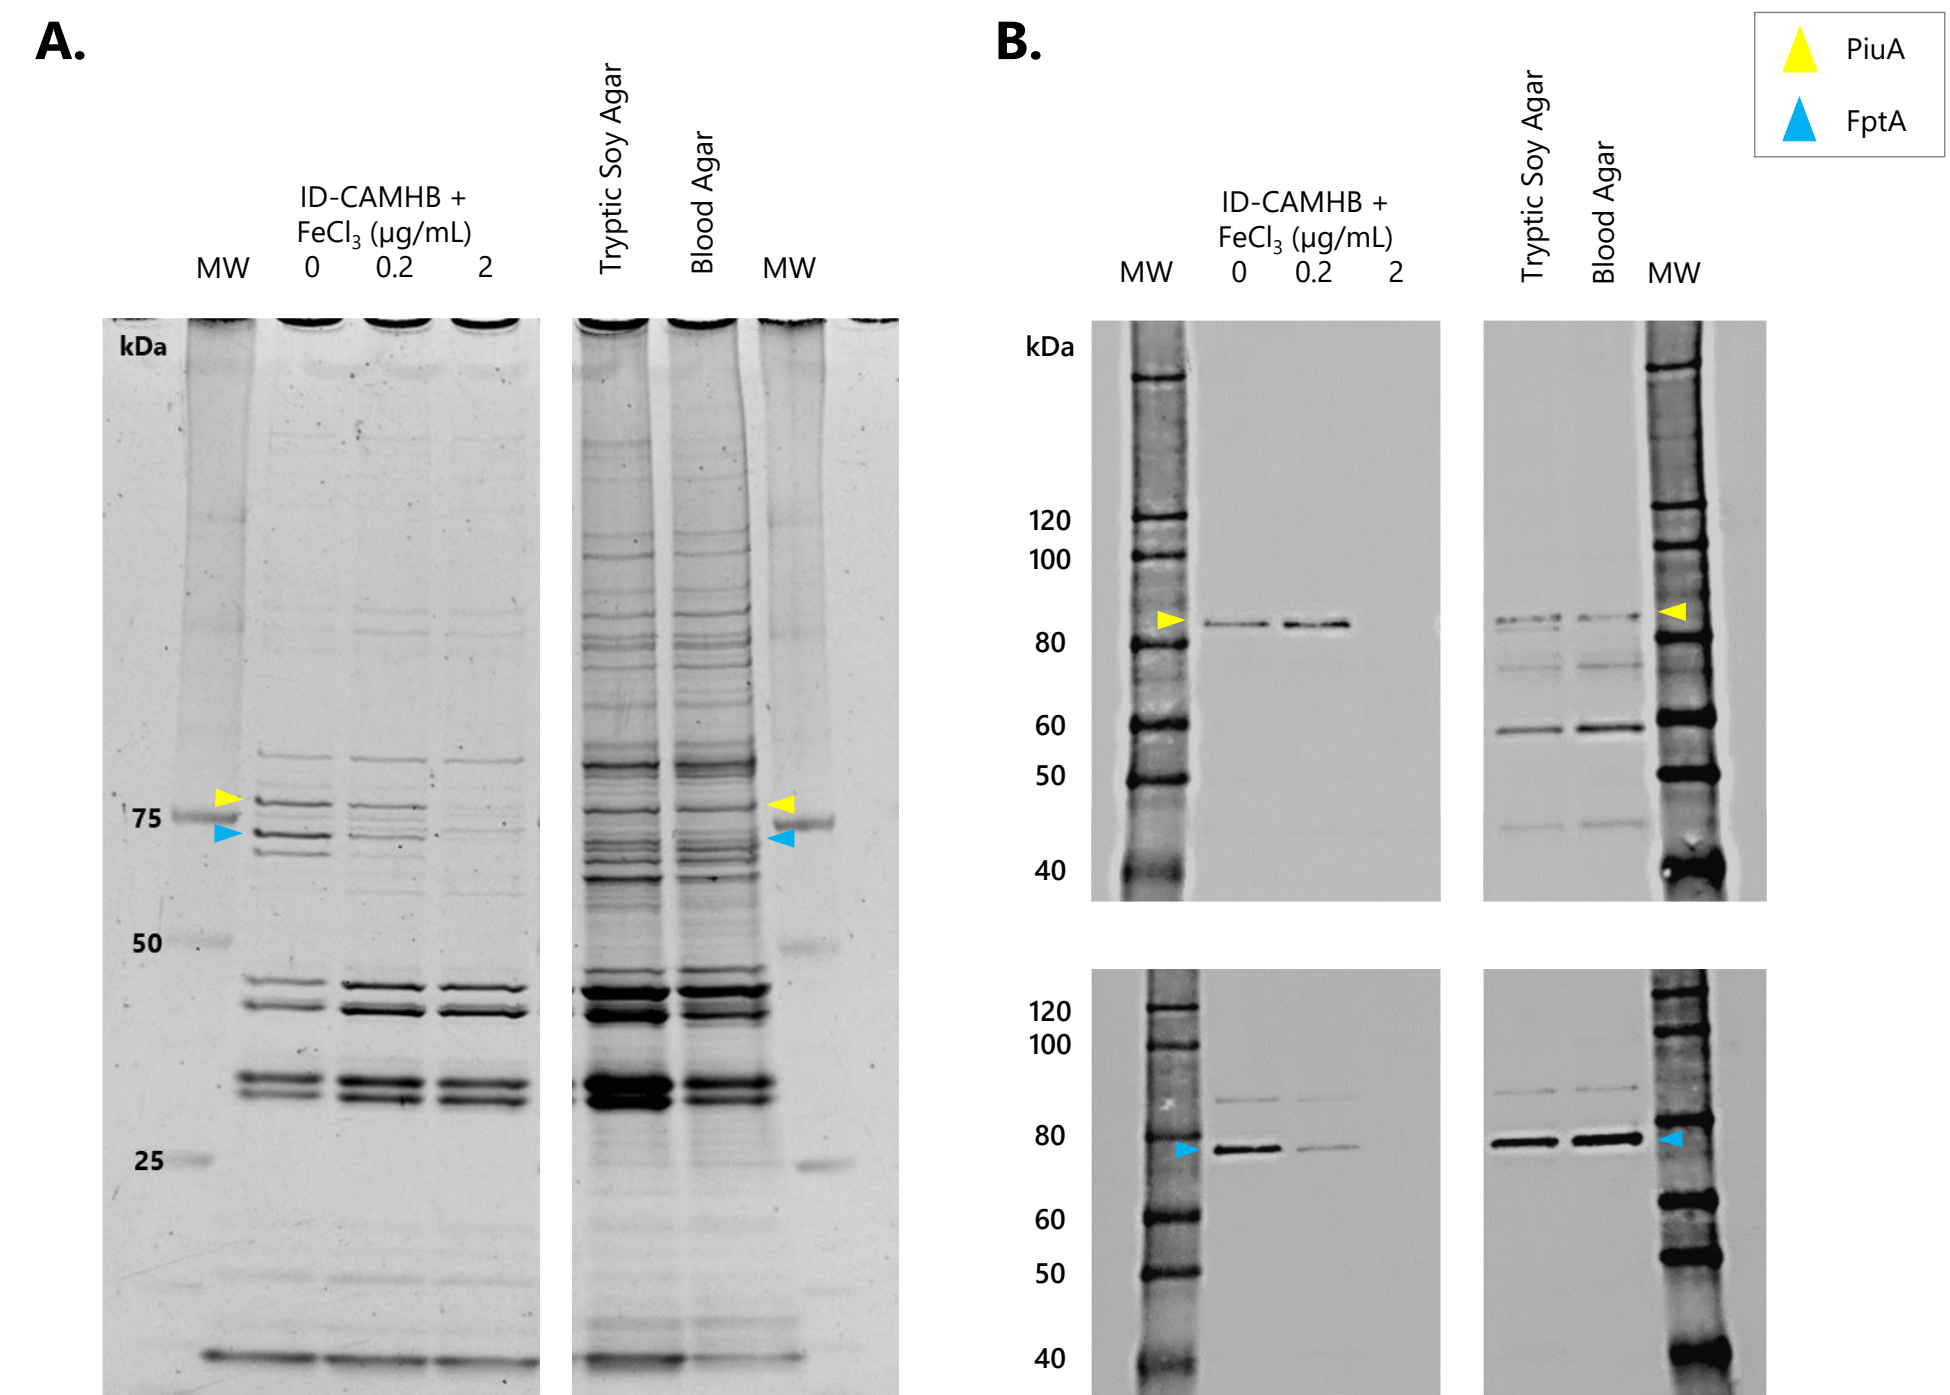 A.
ID-CAMHB +
FeCl₃ (µg/mL)
MW 0 0.2 2 Tryptic Soy Agar Blood Agar MW
kDa
75
50
25
B.
PiuA
FptA
ID-CAMHB +
FeCl₃ (µg/mL)
MW 0 0.2 2 Tryptic Soy Agar Blood Agar MW
kDa
120
100
80
60
50
40
120
100
80
60
50
40